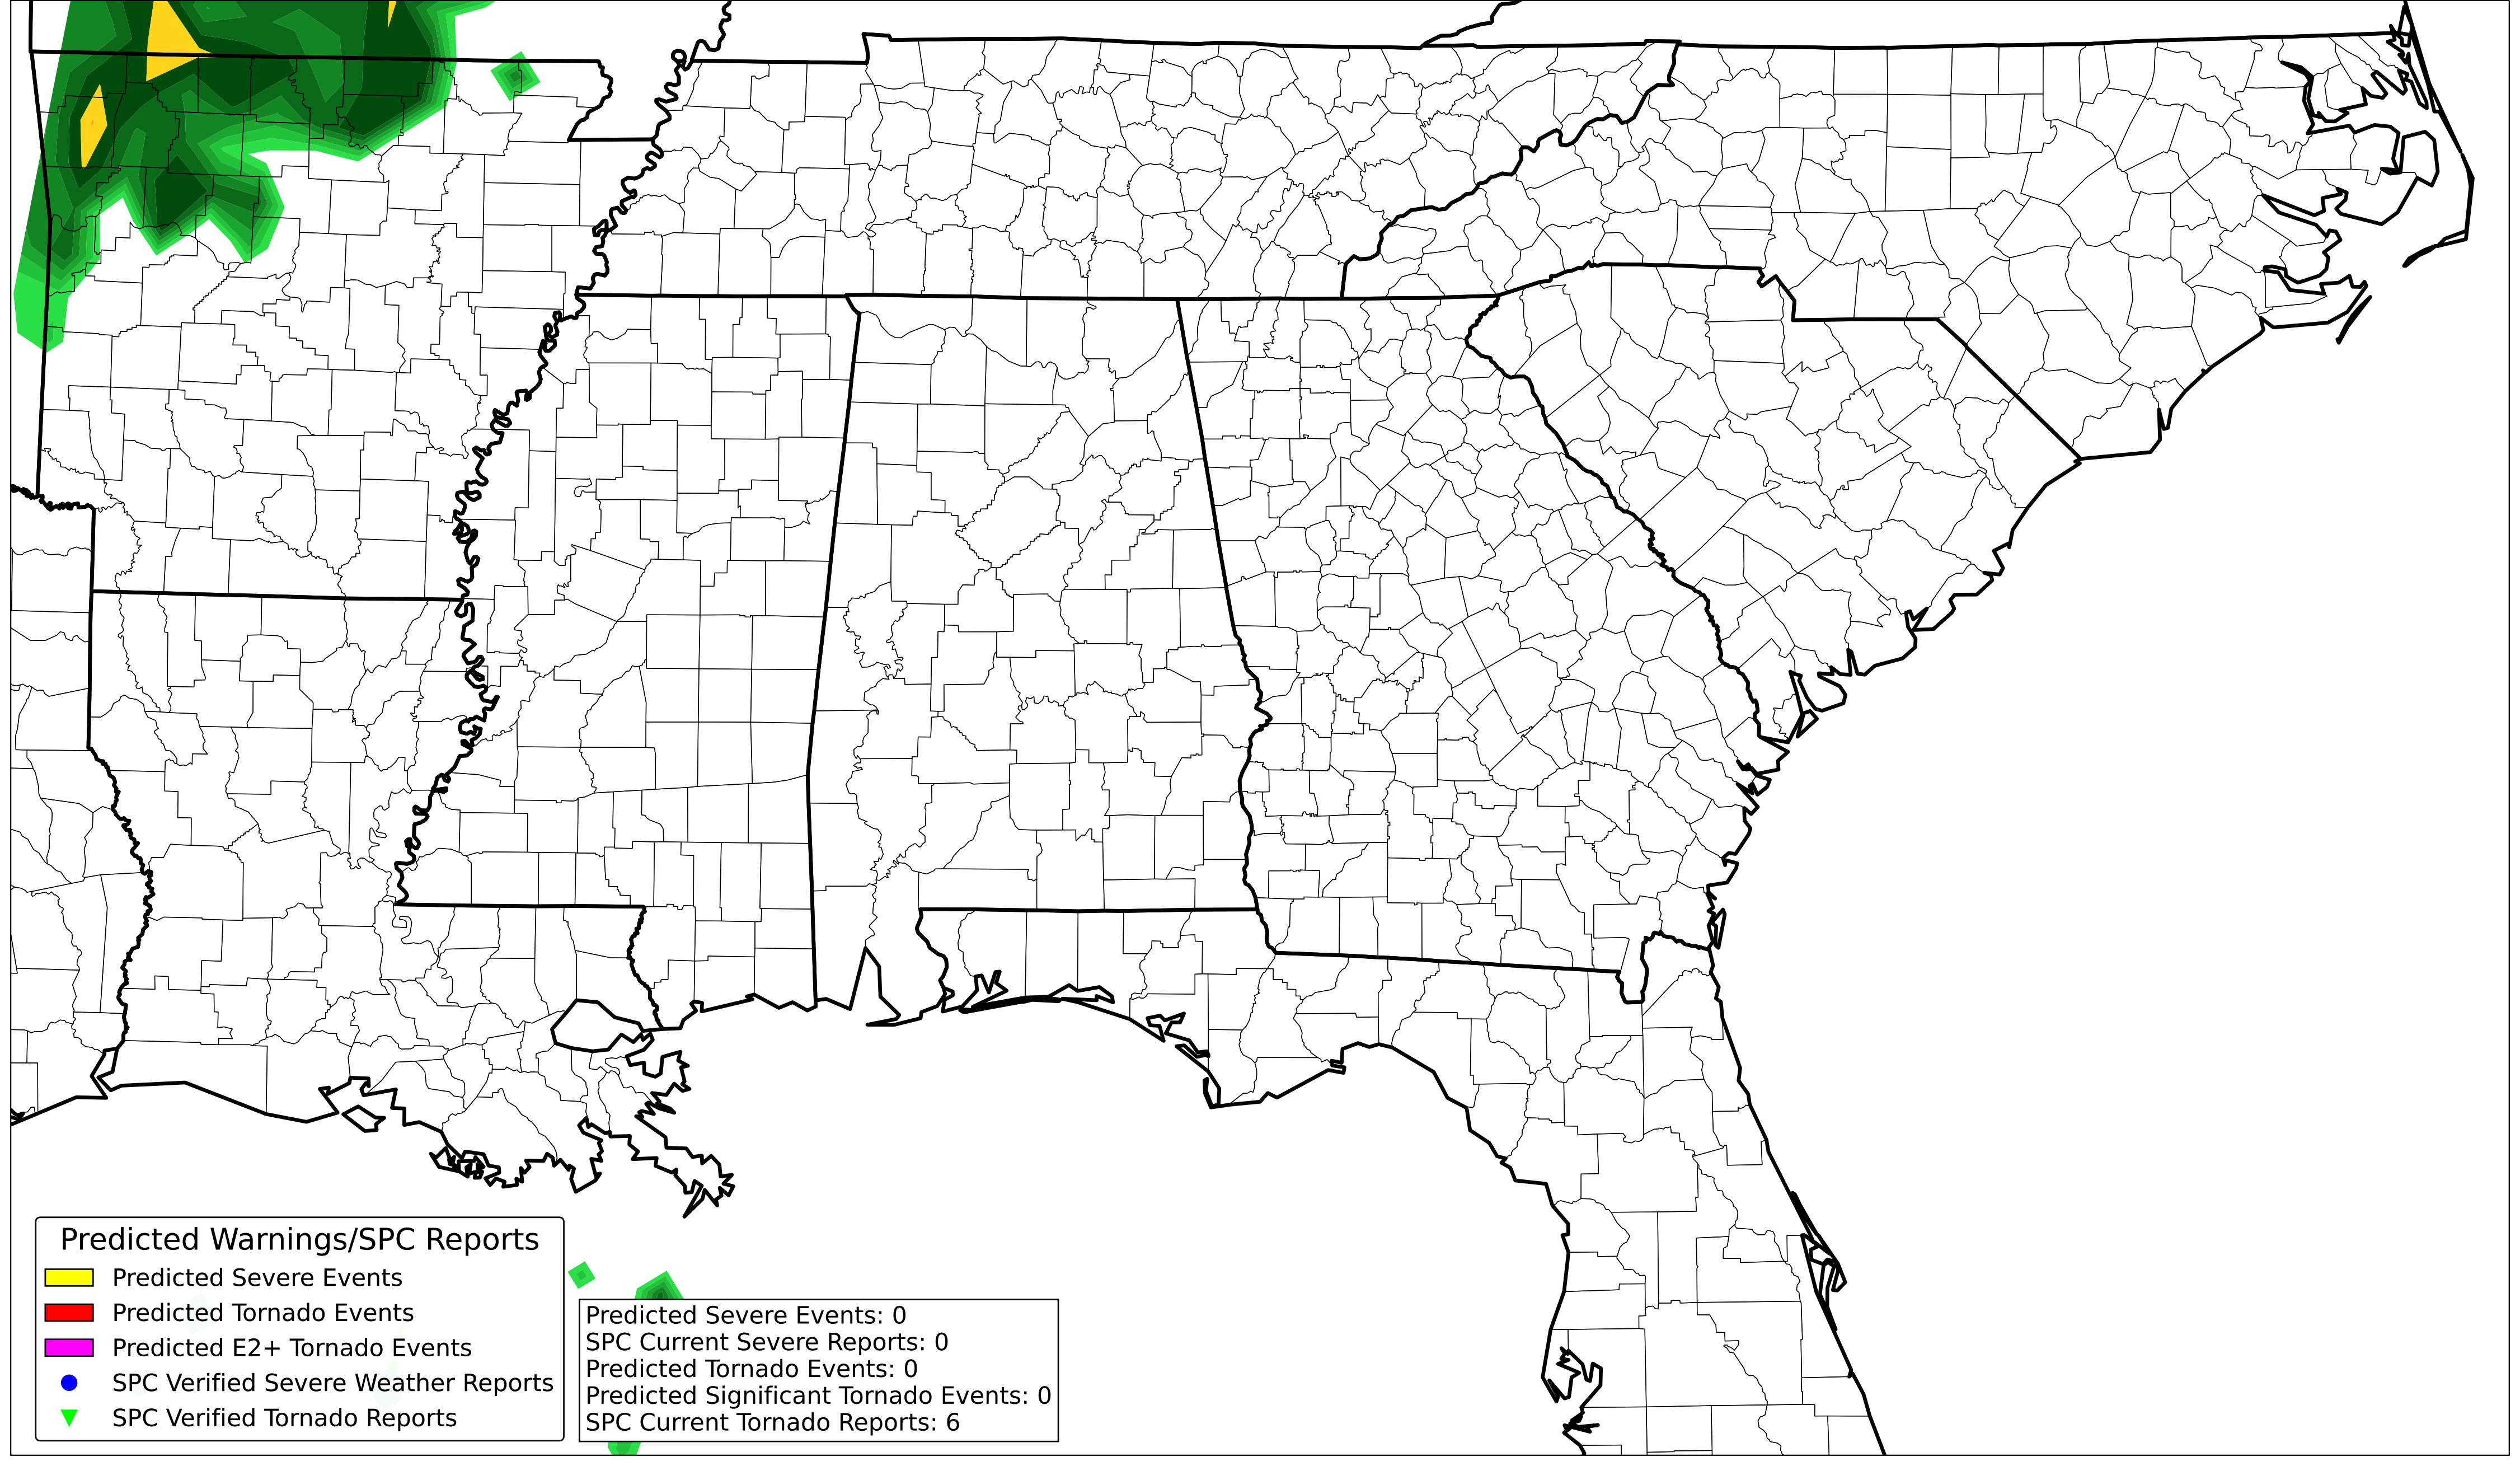 Predicted Warnings/SPC Reports
Predicted Severe Events
Predicted Tornado Events
Predicted E2+ Tornado Events
SPC Verified Severe Weather Reports
SPC Verified Tornado Reports
Predicted Severe Events: 0
SPC Current Severe Reports: 0
Predicted Tornado Events: 0
Predicted Significant Tornado Events: 0
SPC Current Tornado Reports: 6